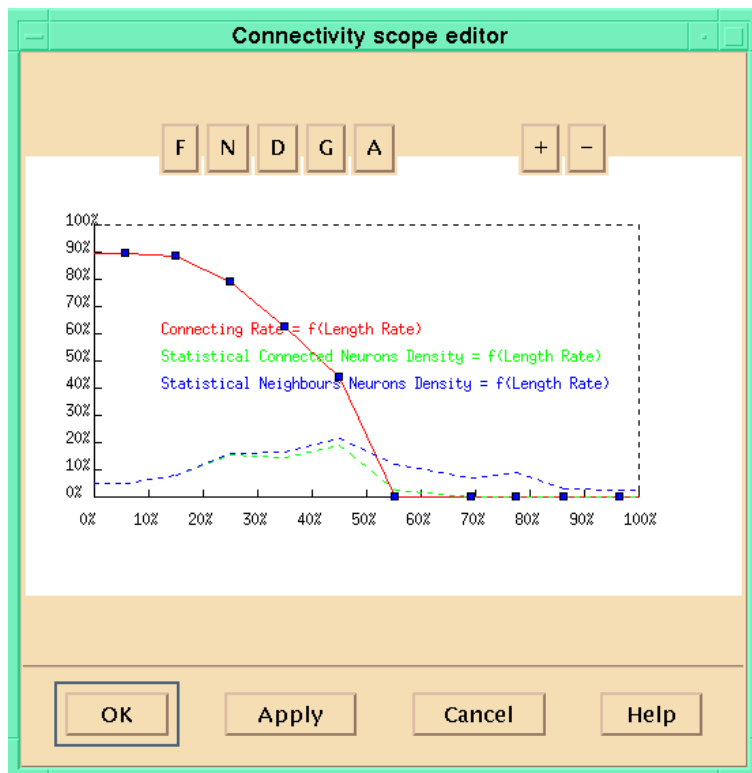 Connectivity scope editor
F N D G A + -
100%
90%
80%
70%
60%
Connecting Rate = f(Length Rate)
50%
Statistical Connected Neurons Density = f(Length Rate)
40%
Statistical Neighbours Neurons Density = f(Length Rate)
30%
20%
10%
0%
0% 10% 20% 30% 40% 50% 60% 70% 80% 90% 100%
OK Apply Cancel Help